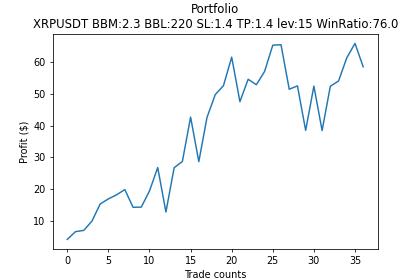 Portfolio
XRPUSDT BBM:2.3 BBL:220 SL:1.4 TP:1.4 lev:15 WinRatio:76.0
Profit ($)
60
50
40
30
20
10
0 5 10 15 20 25 30 35
Trade counts